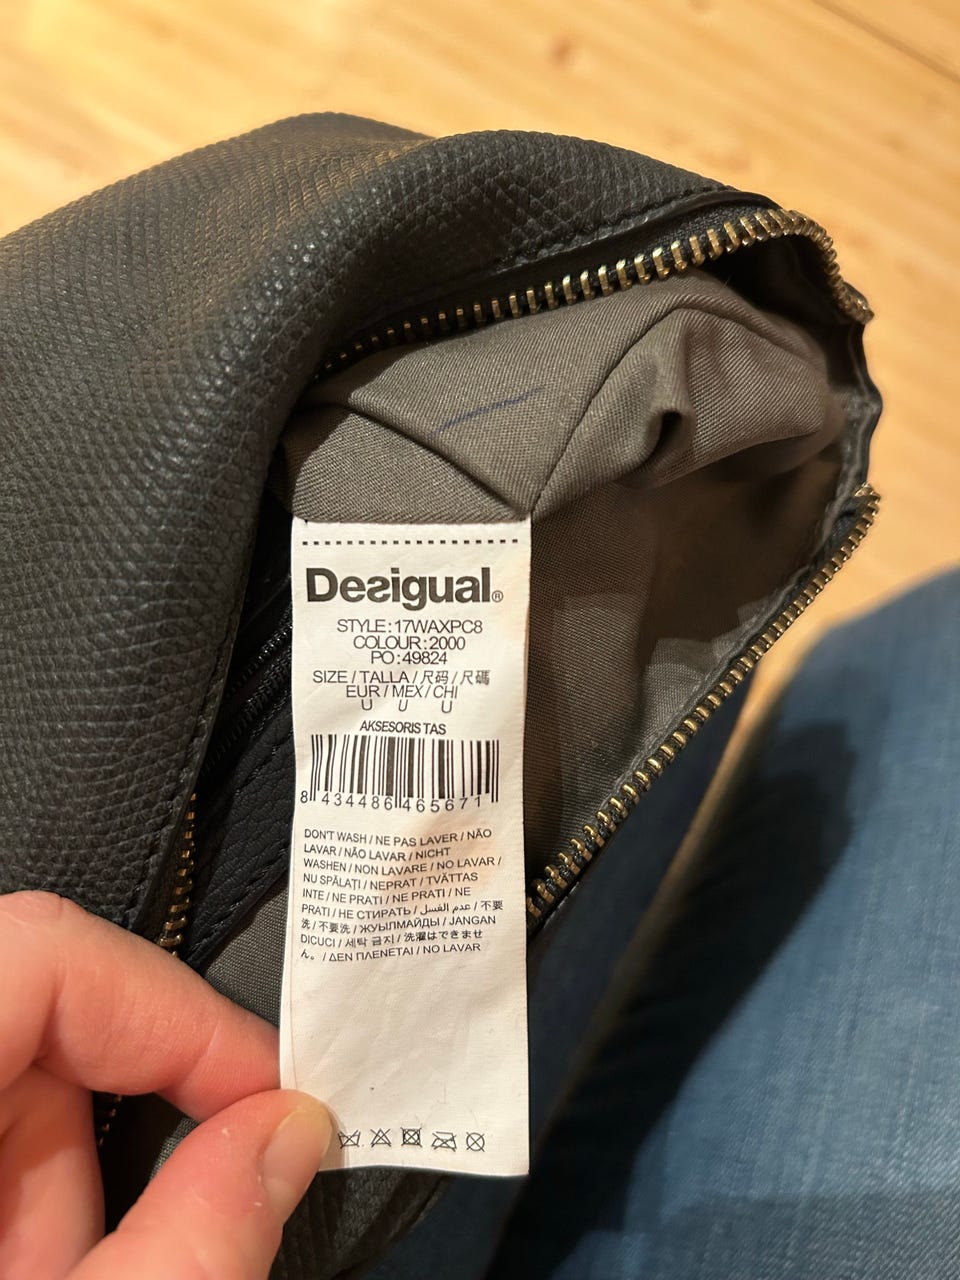 Desigual®
STYLE:17WAXPC8
COLOUR:2000
PO:49824
SIZE / TALLA / 尺码 / 尺碼
EUR / MEX / CHI
U U U
AKSESORIS TAS
8 434486 465671
DON'T WASH / NE PAS LAVER / NÃO
LAVAR / NÃO LAVAR / NICHT
WASHEN / NON LAVARE / NO LAVAR /
NU SPĂLAȚI / NEPRAT / TVÄTTAS
INTE / NE PRATI / NE PRATI / NE
PRATI / НЕ СТИРАТЬ / عدم الغسل / 不要
洗 / 不要洗 / ЖУЫЛМАЙДЫ / JANGAN
DICUCI / 세탁 금지 / 洗濯はできませ
ん。 / ΔΕΝ ΠΛΕΝΕΤΑΙ / NO LAVAR